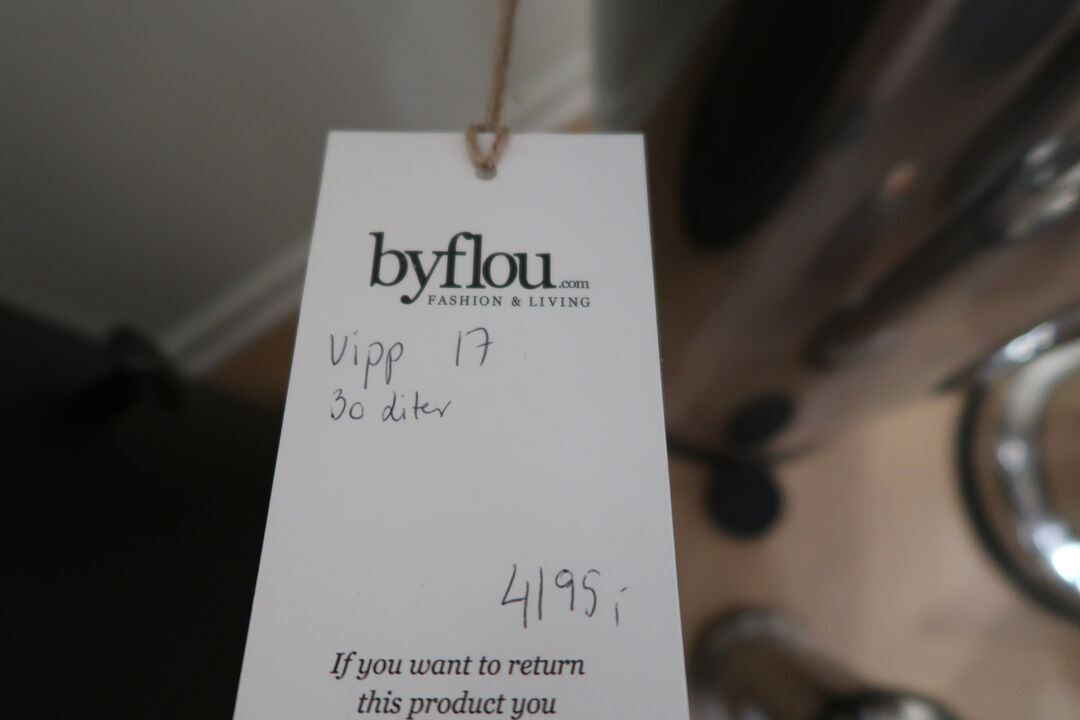 byflou.com
FASHION & LIVING
Vipp 17
30 liter
4195,-
If you want to return
this product you